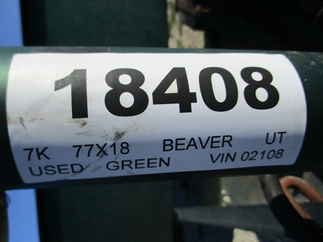 18408
7K 77X18 BEAVER UT
USED GREEN VIN 02108